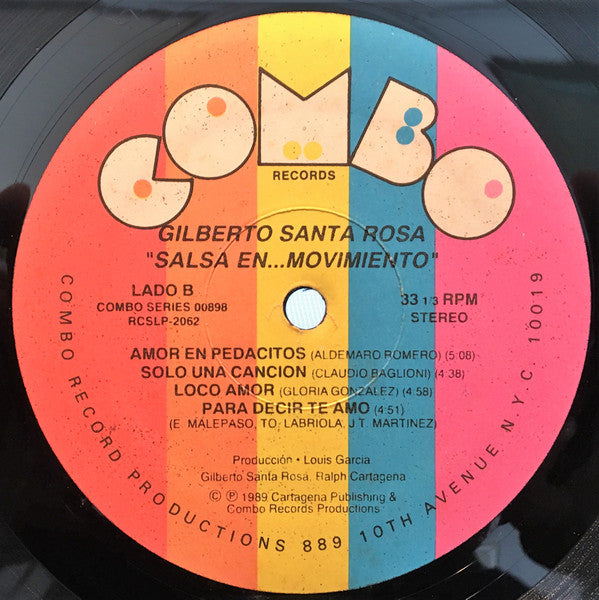 COMBO
RECORDS
GILBERTO SANTA ROSA
"SALSA EN...MOVIMIENTO"
LADO B
COMBO SERIES 00898
RCSLP-2062
33 1/3 RPM
STEREO
AMOR EN PEDACITOS (ALDEMARO ROMERO) (5:08)
SOLO UNA CANCION (CLAUDIO BAGLIONI) (4:38)
LOCO AMOR (GLORIA GONZALEZ) (4:58)
PARA DECIR TE AMO (4:51)
(E. MALEPASO, TO, LABRIOLA, J T. MARTINEZ)
Producción • Louis Garcia
Gilberto Santa Rosa, Ralph Cartagena
© ℗ 1989 Cartagena Publishing &
Combo Records Productions
COMBO RECORD PRODUCTIONS 889 10TH AVENUE N.Y.C. 10019